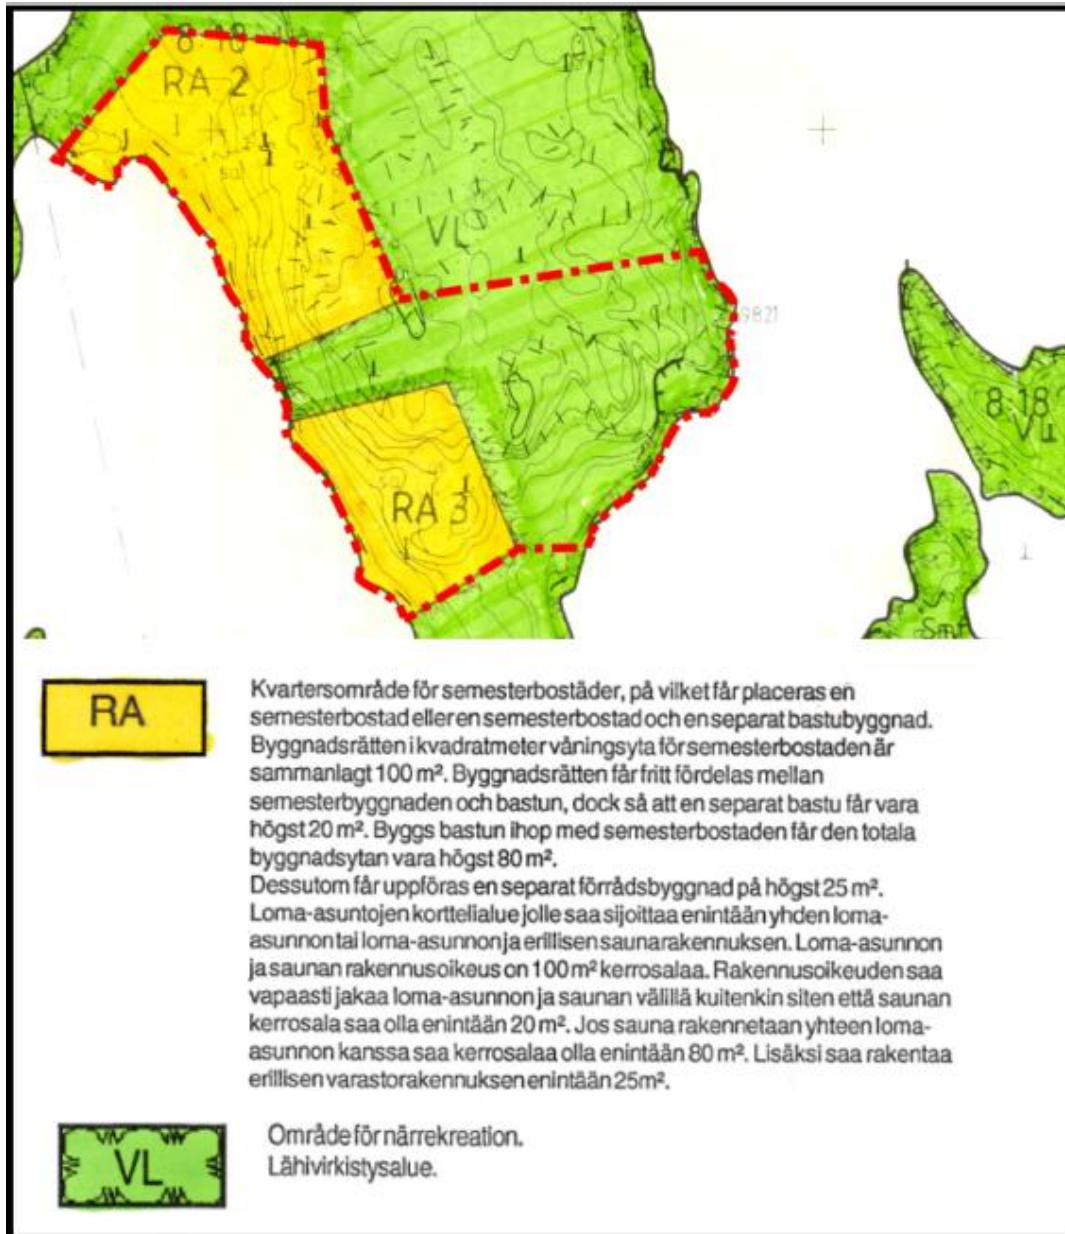 8:18
RA 2
VL
9821
8:18
VL
RA 3
Sm
RA
Kvartersområde för semesterbostäder, på vilket får placeras en
semesterbostad eller en semesterbostad och en separat bastubyggnad.
Byggnadsrätten i kvadratmeter våningsyta för semesterbostaden är
sammanlagt 100 m². Byggnadsrätten får fritt fördelas mellan
semesterbyggnaden och bastun, dock så att en separat bastu får vara
högst 20 m². Byggs bastun ihop med semesterbostaden får den totala
byggnadsytan vara högst 80 m².
Dessutom får uppföras en separat förrådsbyggnad på högst 25 m².
Loma-asuntojen korttelialue jolle saa sijoittaa enintään yhden loma-
asunnon tai loma-asunnon ja erillisen saunarakennuksen. Loma-asunnon
ja saunan rakennusoikeus on 100 m² kerrosalaa. Rakennusoikeuden saa
vapaasti jakaa loma-asunnon ja saunan välillä kuitenkin siten että saunan
kerrosala saa olla enintään 20 m². Jos sauna rakennetaan yhteen loma-
asunnon kanssa saa kerrosalaa olla enintään 80 m². Lisäksi saa rakentaa
erillisen varastorakennuksen enintään 25m².
VL
Område för närrekreation.
Lähivirkistysalue.